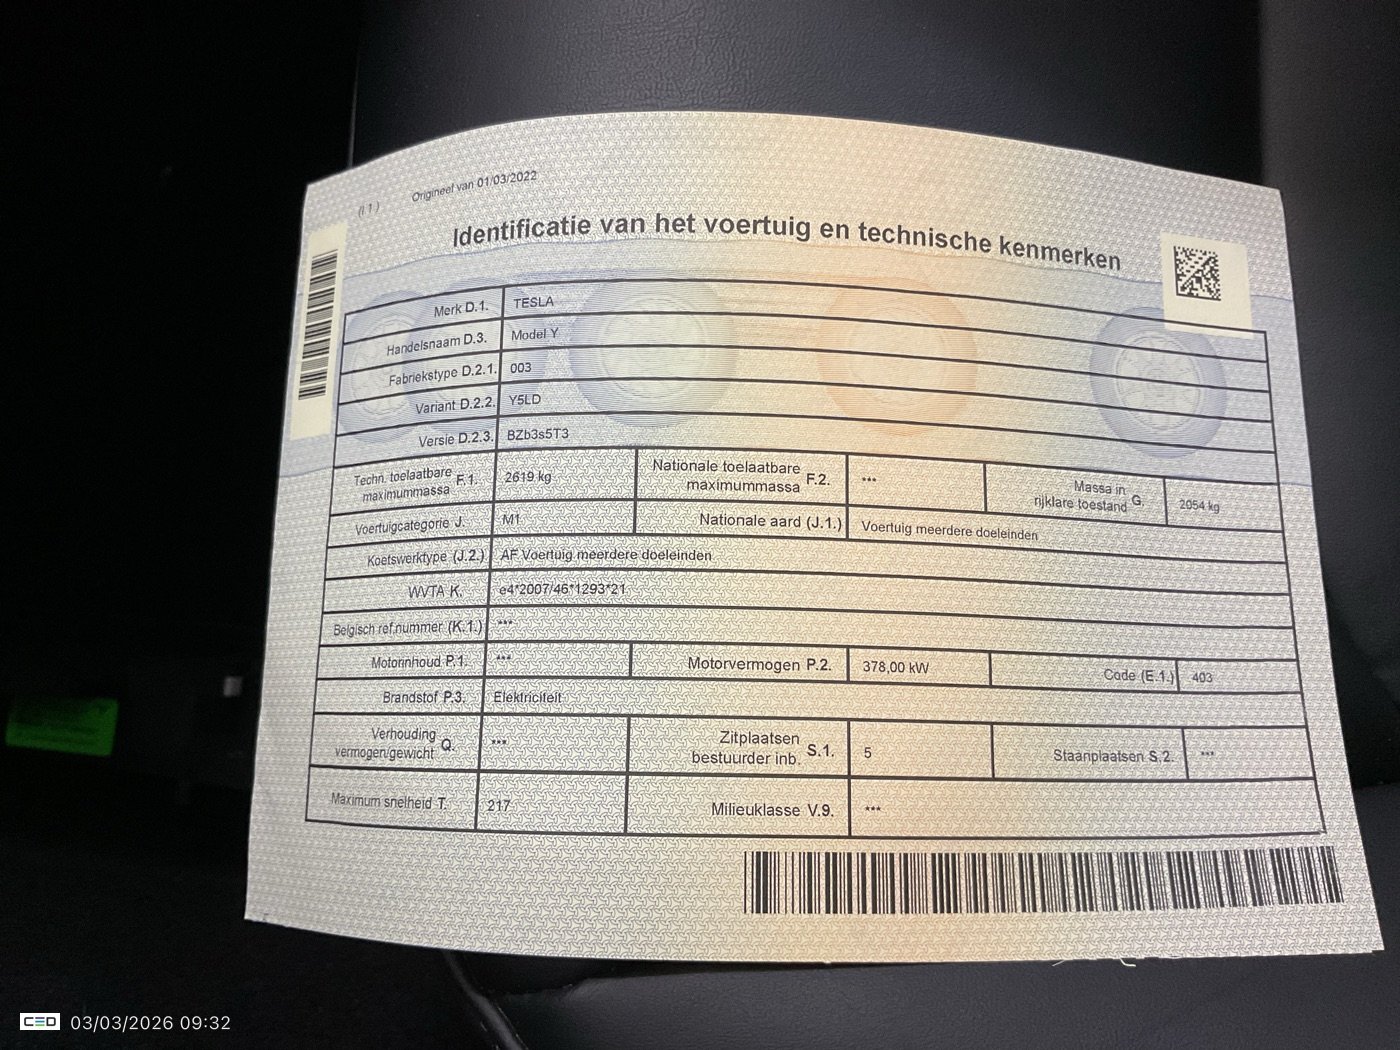 (I.1.) Origineel van 01/03/2022
Identificatie van het voertuig en technische kenmerken
Merk D.1. TESLA
Handelsnaam D.3. Model Y
Fabriekstype D.2.1. 003
Variant D.2.2. Y5LD
Versie D.2.3. BZb3s5T3
Techn. toelaatbare maximummassa F.1. 2619 kg Nationale toelaatbare maximummassa F.2. *** Massa in rijklare toestand G. 2054 kg
Voertuigcategorie J. M1 Nationale aard (J.1.) Voertuig meerdere doeleinden
Koetswerktype (J.2.) AF Voertuig meerdere doeleinden
WVTA K. e4*2007/46*1293*21
Belgisch ref.nummer (K.1.) ***
Motorinhoud P.1. *** Motorvermogen P.2. 378,00 kW Code (E.1.) 403
Brandstof P.3. Elektriciteit
Verhouding vermogen/gewicht Q. *** Zitplaatsen bestuurder inb. S.1. 5 Staanplaatsen S.2. ***
Maximum snelheid T. 217 Milieuklasse V.9. ***
CED 03/03/2026 09:32